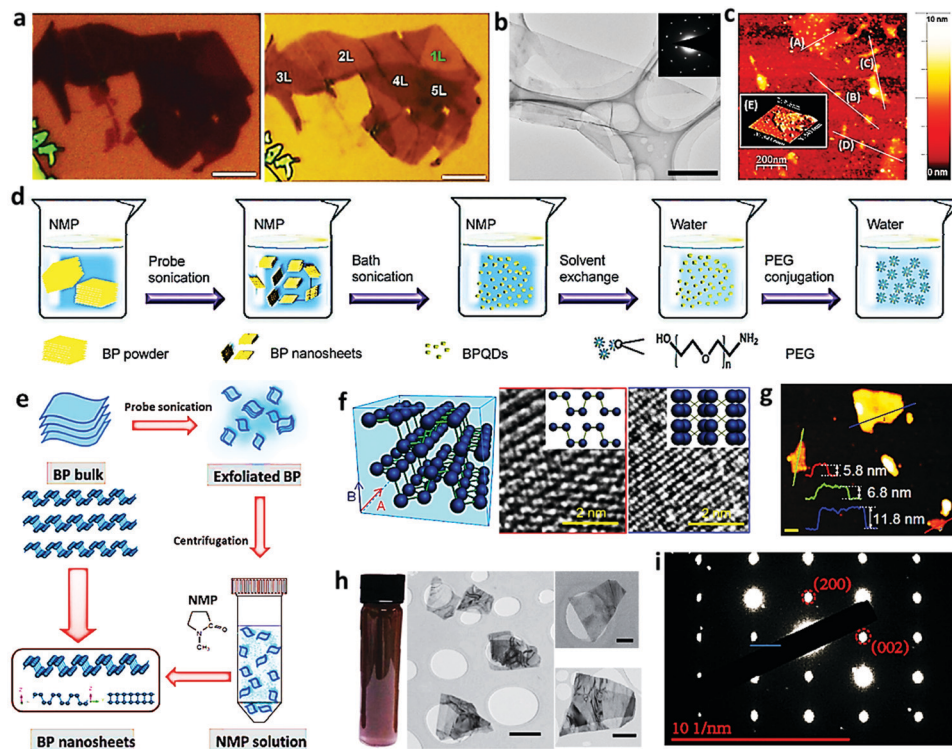 a
3L
2L
1L
4L
5L
b
c
(A)
(C)
(B)
(E)
(D)
200nm
10 nm
0 nm
d
NMP
Probe
sonication
NMP
Bath
sonication
NMP
Solvent
exchange
Water
PEG
conjugation
Water
BP powder
BP nanosheets
BPQDs
HO
O
n
NH₂
PEG
e
Probe sonication
BP bulk
Exfoliated BP
Centrifugation
NMP
N
O
CH₃
BP nanosheets
NMP solution
f
B
A
2 nm
2 nm
g
5.8 nm
6.8 nm
11.8 nm
h
i
(200)
(002)
10 1/nm